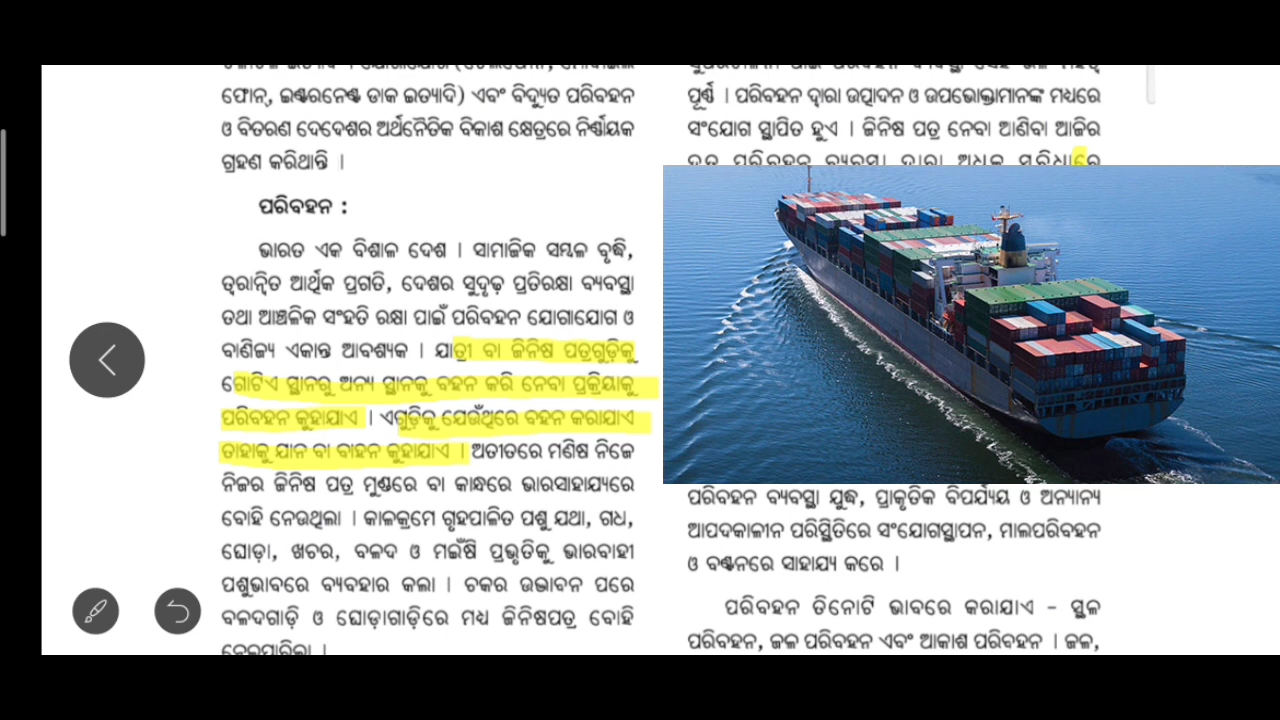 ଫୋନ୍, ଇଣ୍ଟରନେଣ୍ଟ ଡାକ ଇତ୍ୟାଦି) ଏବଂ ବିଦ୍ୟୁତ ପରିବହନ
ଓ ବିତରଣ ଦେଦେଶର ଅର୍ଥନୈତିକ ବିକାଶ କ୍ଷେତ୍ରରେ ନିର୍ଣ୍ଣାୟକ
ଗ୍ରହଣ କରିଥାନ୍ତି ।
ପରିବହନ :
ଭାରତ ଏକ ବିଶାଳ ଦେଶ । ସାମାଜିକ ସମ୍ବଳ ବୃଦ୍ଧି,
ତ୍ୱରାନ୍ୱିତ ଆର୍ଥିକ ପ୍ରଗତି, ଦେଶର ସୁଦୃଢ଼ ପ୍ରତିରକ୍ଷା ବ୍ୟବସ୍ଥା
ତଥା ଆଞ୍ଚଳିକ ସଂହତି ରକ୍ଷା ପାଇଁ ପରିବହନ ଯୋଗାଯୋଗ ଓ
ବାଣିଜ୍ୟ ଏକାନ୍ତ ଆବଶ୍ୟକ । ଯାତ୍ରୀ ବା ଜିନିଷ ପତ୍ରଗୁଡ଼ିକୁ
ଗୋଟିଏ ସ୍ଥାନରୁ ଅନ୍ୟ ସ୍ଥାନକୁ ବହନ କରି ନେବା ପ୍ରକ୍ରିୟାକୁ
ପରିବହନ କୁହାଯାଏ । ଏଗୁଡ଼ିକୁ ଯେଉଁଥିରେ ବହନ କରାଯାଏ
ତାହାକୁ ଯାନ ବା ବାହନ କୁହାଯାଏ । ଅତୀତରେ ମଣିଷ ନିଜେ
ନିଜର ଜିନିଷ ପତ୍ର ମୁଣ୍ଡରେ ବା କାନ୍ଧରେ ଭାରସାହାଯ୍ୟରେ
ବୋହି ନେଉଥିଲା । କାଳକ୍ରମେ ଗୃହପାଳିତ ପଶୁ ଯଥା, ଗଧ,
ଘୋଡ଼ା, ଖଚର, ବଳଦ ଓ ମଇଁଷି ପ୍ରଭୃତିକୁ ଭାରବାହୀ
ପଶୁଭାବରେ ବ୍ୟବହାର କଲା । ଚକର ଉଦ୍ଭାବନ ପରେ
ବଳଦଗାଡ଼ି ଓ ଘୋଡ଼ାଗାଡ଼ିରେ ମଧ୍ୟ ଜିନିଷପତ୍ର ବୋହି
ନେଇପାରିଲା ।
ପୂର୍ଣ୍ଣ । ପରିବହନ ଦ୍ୱାରା ଉତ୍ପାଦନ ଓ ଉପଭୋକ୍ତାମାନଙ୍କ ମଧ୍ୟରେ
ସଂଯୋଗ ସ୍ଥାପିତ ହୁଏ । ଜିନିଷ ପତ୍ର ନେବା ଆଣିବା ଆଜିର
ପରିବହନ ବ୍ୟବସ୍ଥା ଯୁଦ୍ଧ, ପ୍ରାକୃତିକ ବିପର୍ଯ୍ୟୟ ଓ ଅନ୍ୟାନ୍ୟ
ଆପଦକାଳୀନ ପରିସ୍ଥିତିରେ ସଂଯୋଗସ୍ଥାପନ, ମାଲପରିବହନ
ଓ ବଣ୍ଟନରେ ସାହାଯ୍ୟ କରେ ।
ପରିବହନ ତିନୋଟି ଭାବରେ କରାଯାଏ – ସ୍ଥଳ
ପରିବହନ, ଜଳ ପରିବହନ ଏବଂ ଆକାଶ ପରିବହନ । ଜଳ,